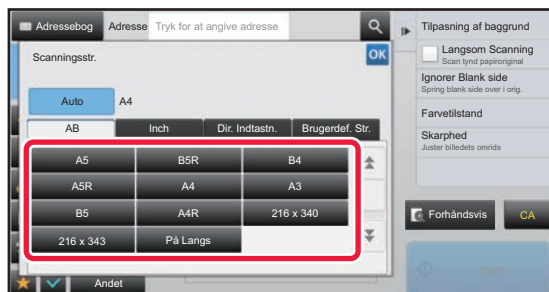 Adressebog Adresse Tryk for at angive adresse
Scanningsstr. OK
Auto A4
AB Inch Dir. Indtastn. Brugerdef. Str.
A5 B5R B4
A5R A4 A3
B5 A4R 216 x 340
216 x 343 På Langs
Andet
Tilpasning af baggrund
Langsom Scanning
Scan tynd papiroriginal
Ignorer Blank side
Spring blank side over i orig.
Farvetilstand
Skarphed
Juster billedets omrids
Forhåndsvis CA
Start